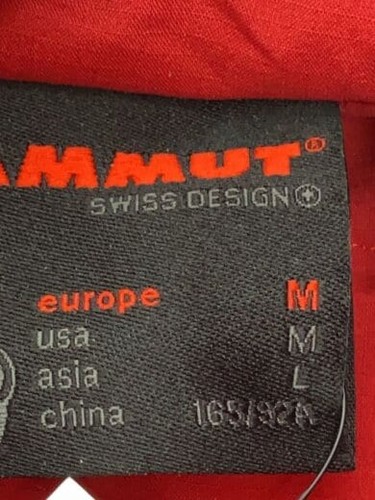 AMMUT®
SWISS DESIGN
europe M
usa M
asia L
china 165/92A